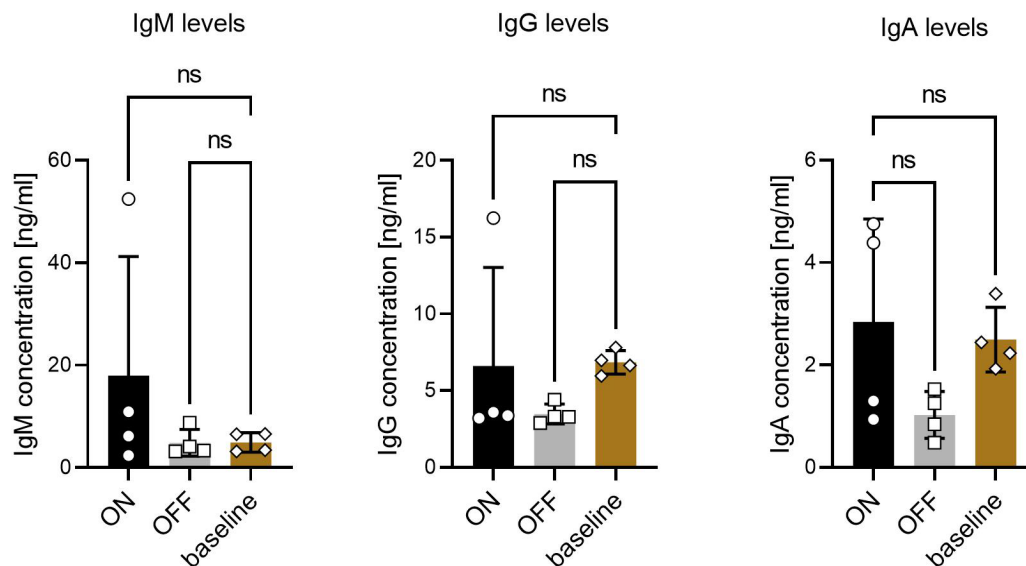 IgM levels
ns
ns
IgM concentration [ng/ml]
60
40
20
0
ON
OFF
baseline
IgG levels
ns
ns
IgG concentration [ng/ml]
20
15
10
5
0
ON
OFF
baseline
IgA levels
ns
ns
IgA concentration [ng/ml]
6
4
2
0
ON
OFF
baseline